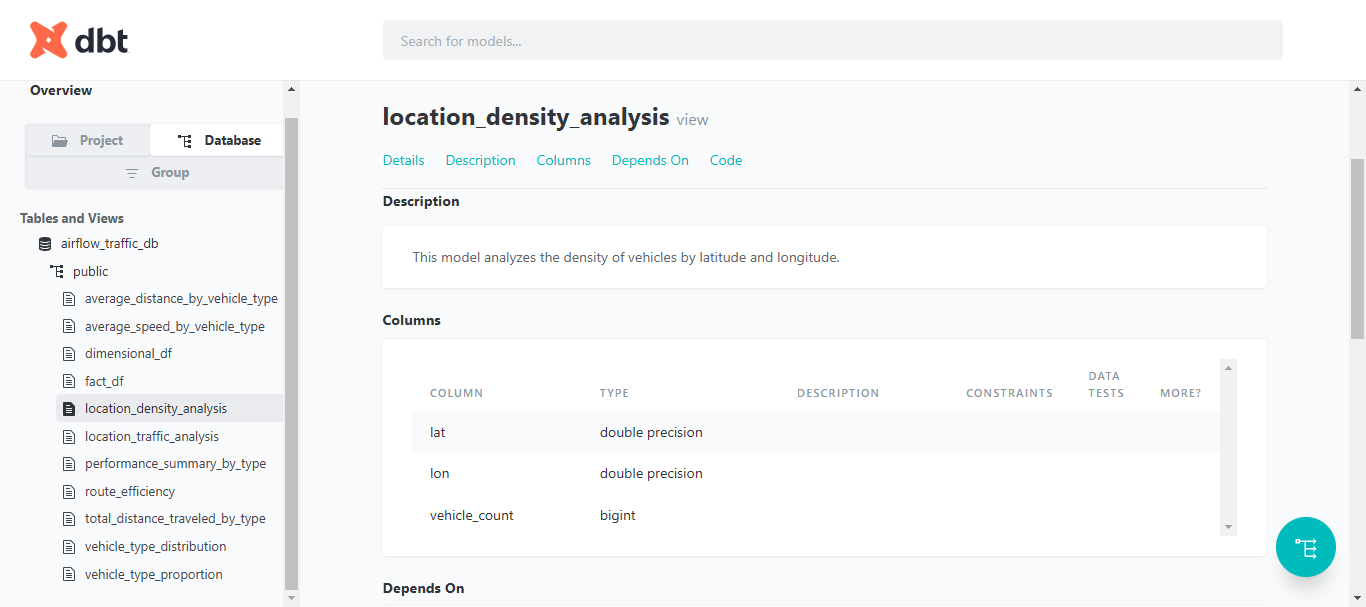 dbt
Search for models...
Overview
Project
Database
Group
Tables and Views
airflow_traffic_db
public
average_distance_by_vehicle_type
average_speed_by_vehicle_type
dimensional_df
fact_df
location_density_analysis
location_traffic_analysis
performance_summary_by_type
route_efficiency
total_distance_traveled_by_type
vehicle_type_distribution
vehicle_type_proportion
location_density_analysis view
Details Description Columns Depends On Code
Description
This model analyzes the density of vehicles by latitude and longitude.
Columns
COLUMN TYPE DESCRIPTION CONSTRAINTS DATA TESTS MORE?
lat double precision
lon double precision
vehicle_count bigint
Depends On